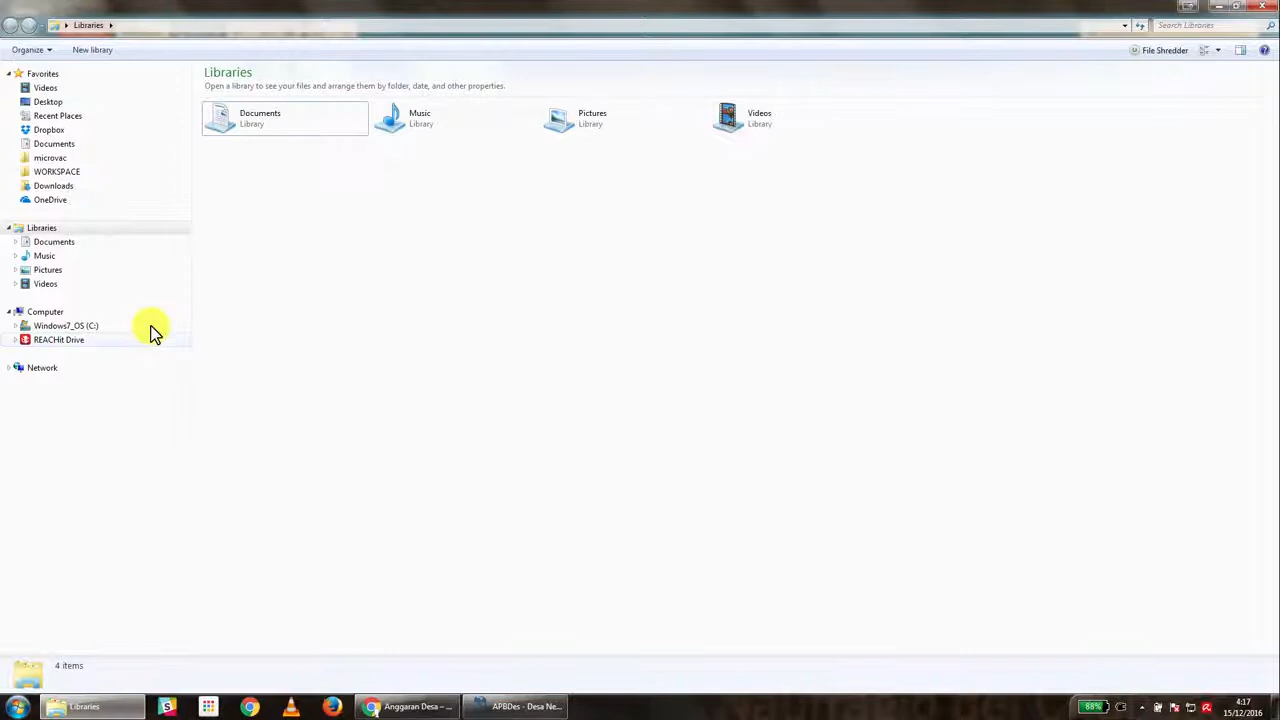 Libraries
Search Libraries
Organize
New library
File Shredder
Favorites
Videos
Desktop
Recent Places
Dropbox
Documents
microvac
WORKSPACE
Downloads
OneDrive
Libraries
Documents
Music
Pictures
Videos
Computer
Windows7_OS (C:)
REACHit Drive
Network
Libraries
Open a library to see your files and arrange them by folder, date, and other properties.
Documents
Library
Music
Library
Pictures
Library
Videos
Library
4 items
Libraries
Anggaran Desa – ...
APBDes - Desa Ne...
88%
4:17
15/12/2016